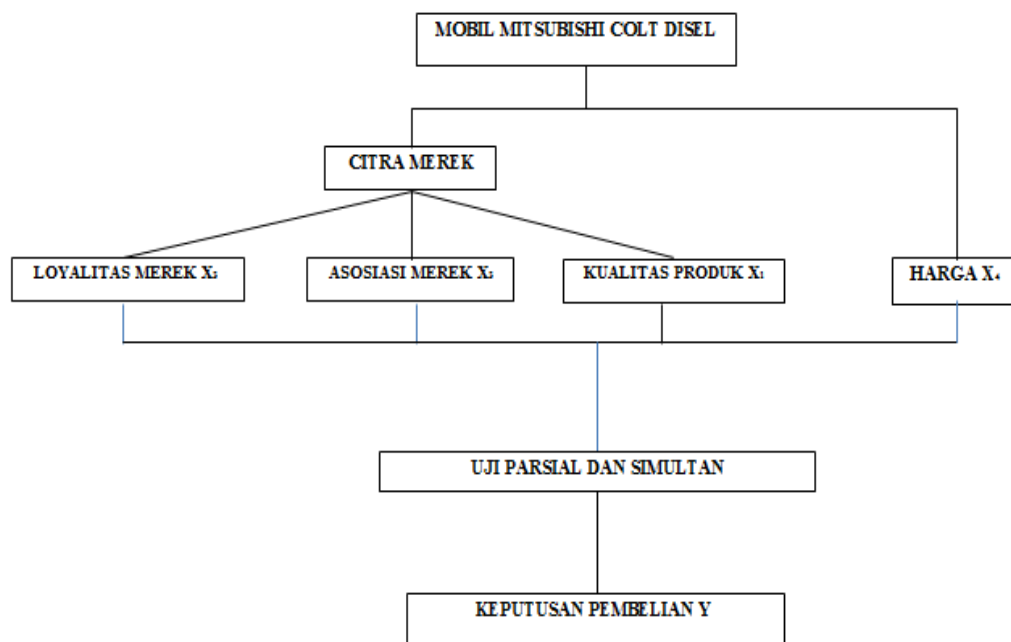 MOBIL MITSUBISHI COLT DISEL
CITRA MEREK
LOYALITAS MEREK
ASOSIASI MEREK
KUALITAS PRODUK X₁
HARGA X₄
UJI PARSIAL DAN SIMULTAN
KEPUTUSAN PEMBELIAN Y